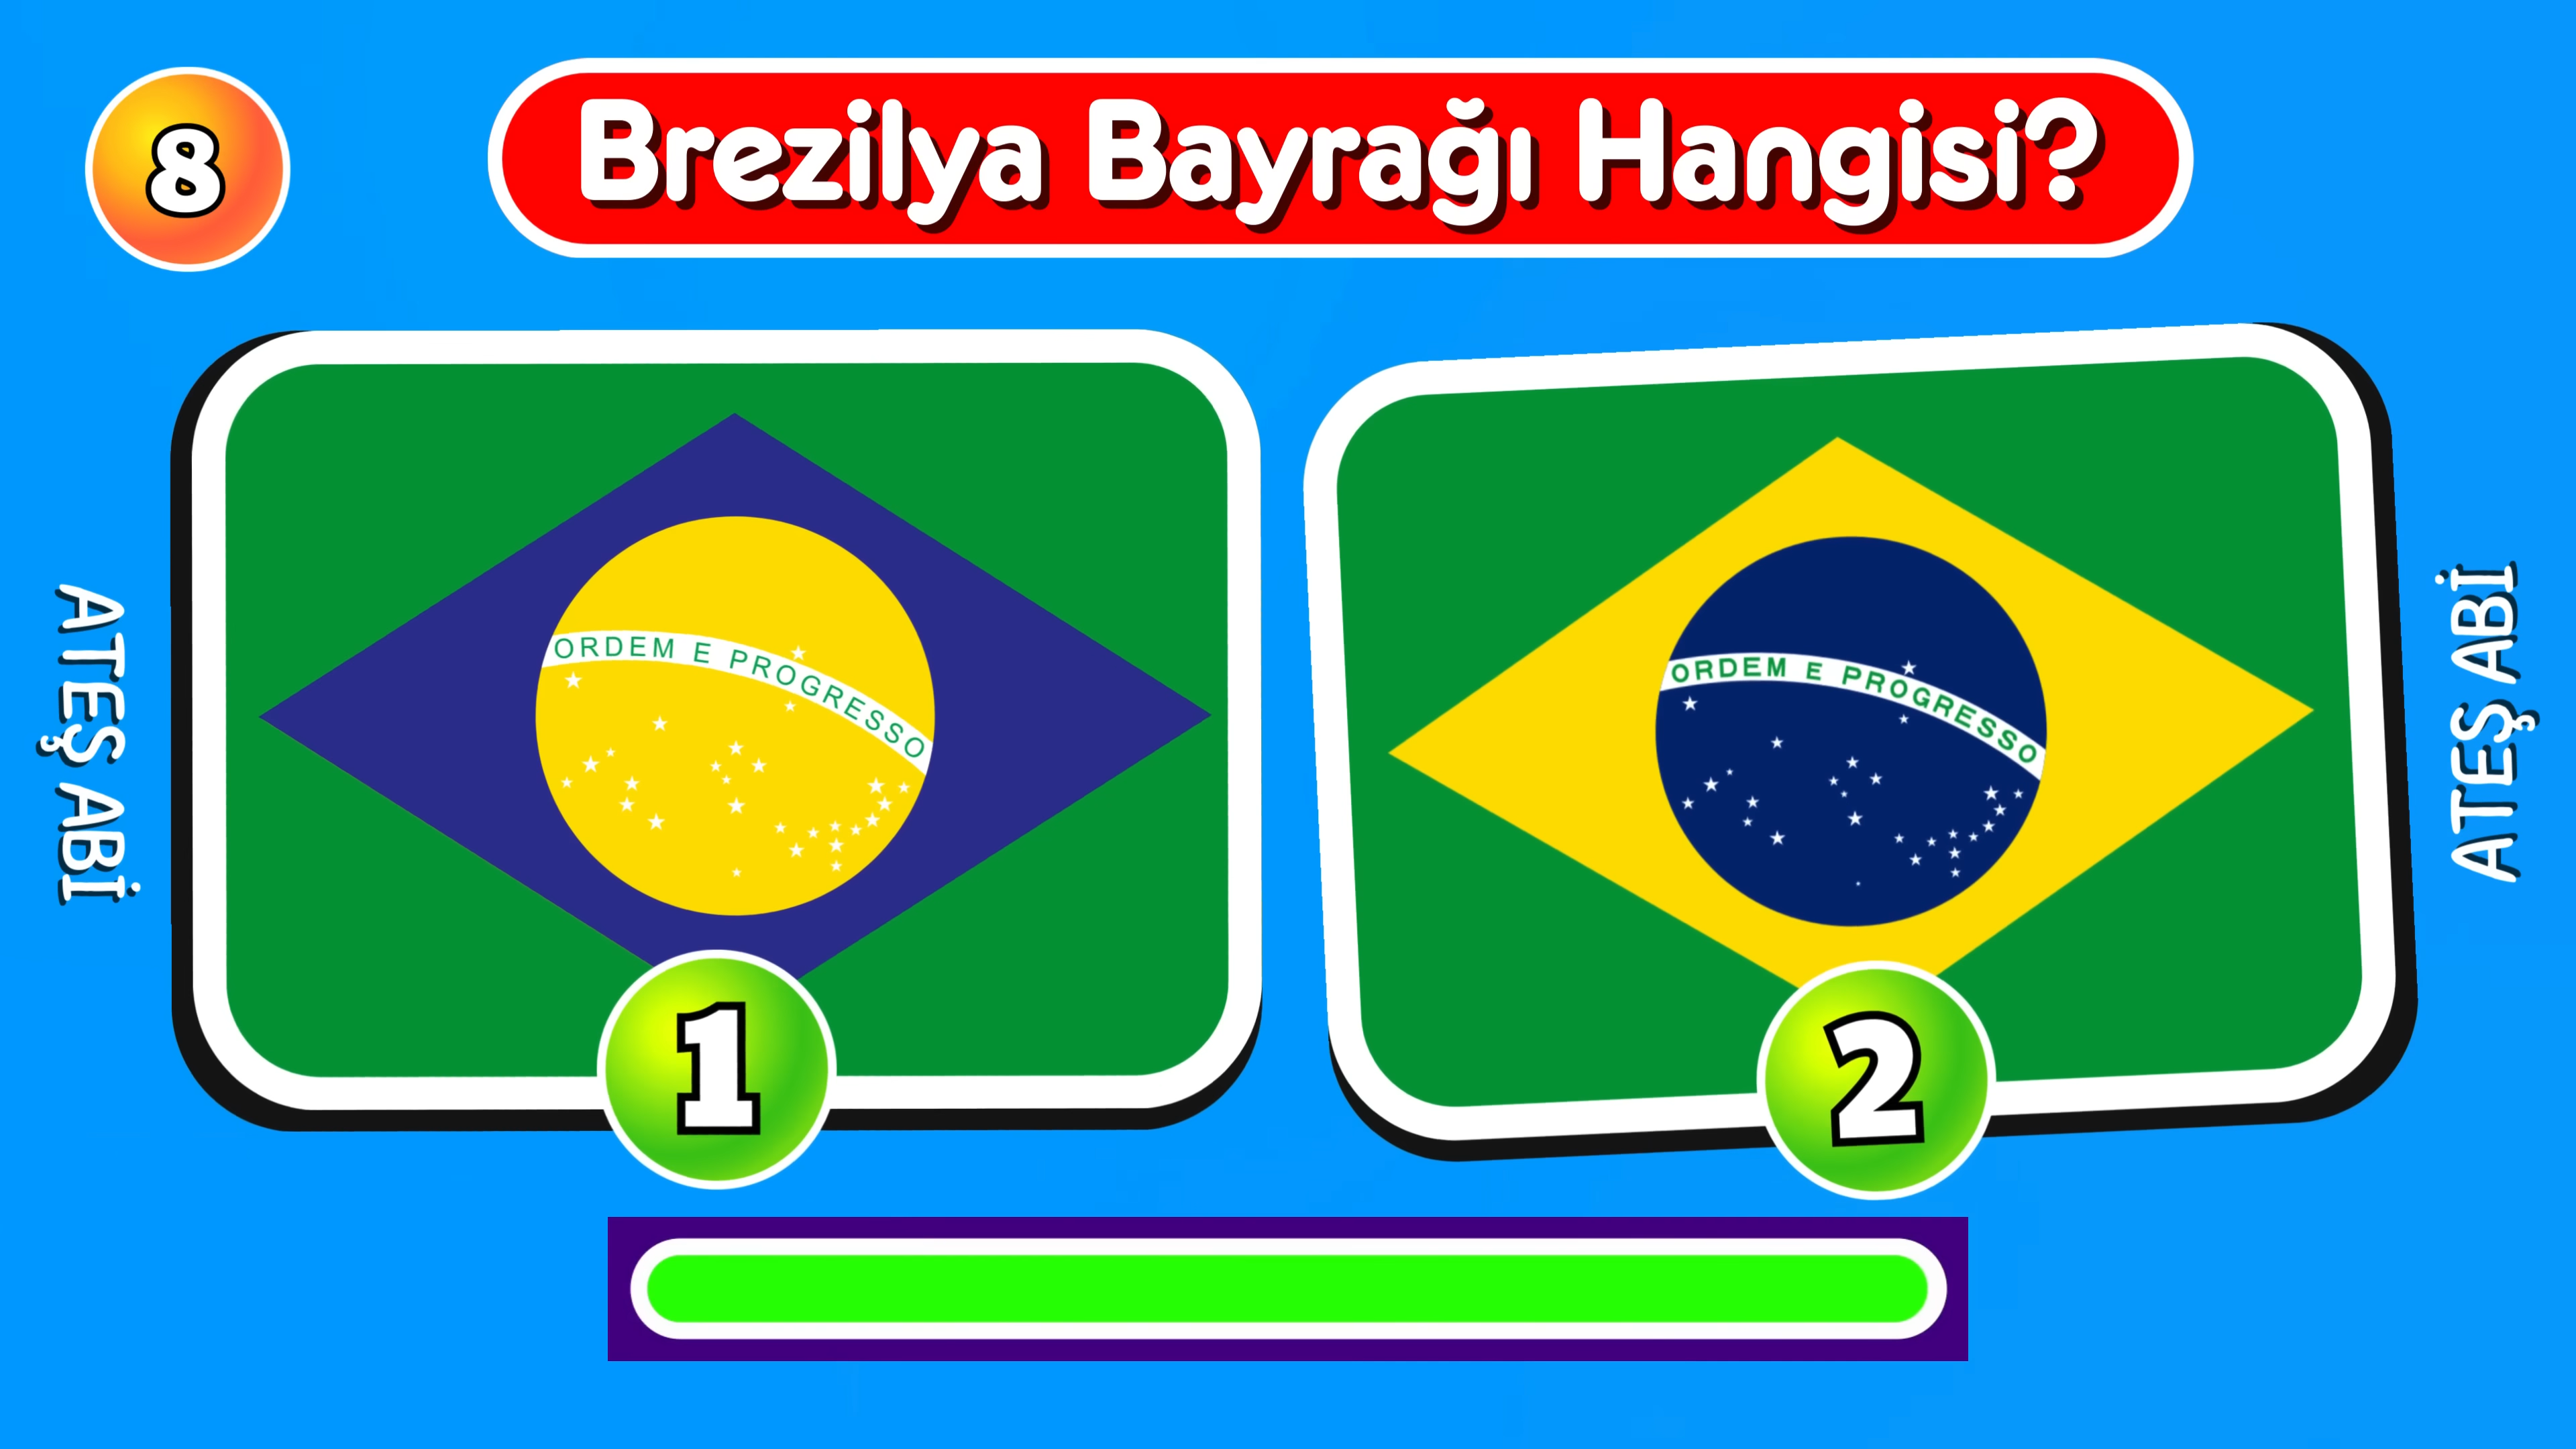 8
Brezilya Bayrağı Hangisi?
ATEŞ ABİ
ORDEM E PROGRESSO
ORDEM E PROGRESSO
ATEŞ ABİ
1
2